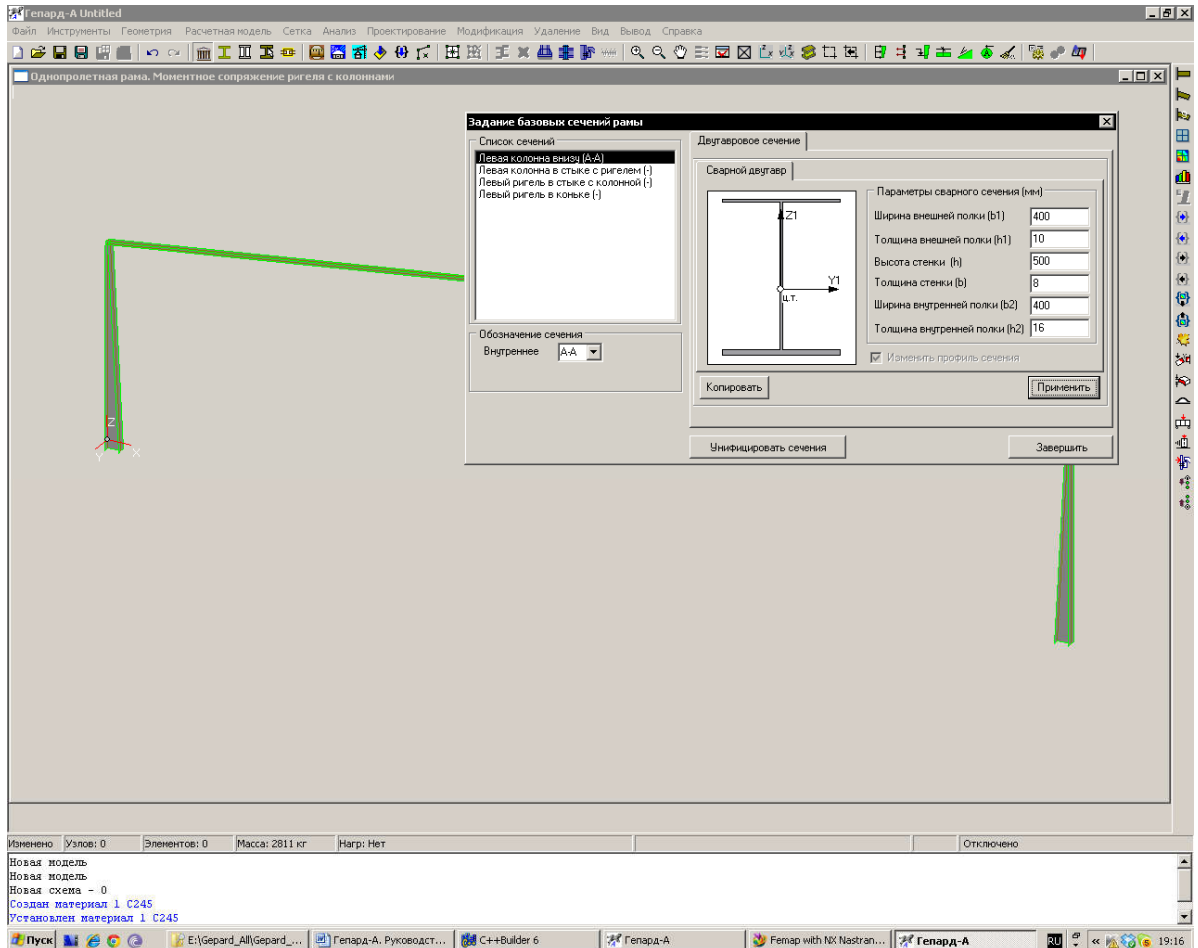 Гепард-А Untitled
Файл Инструменты Геометрия Расчетная модель Сетка Анализ Проектирование Модификация Удаление Вид Вывод Справка
Однопролетная рама. Моментное сопряжение ригеля с колоннами
Задание базовых сечений рамы
Список сечений
Левая колонна внизу (А-А)
Левая колонна в стыке с ригелем (-)
Левый ригель в стыке с колонной (-)
Левый ригель в коньке (-)
Обозначение сечения
Внутреннее А-А
Двутавровое сечение
Сварной двутавр
Z1
Y1
ц.т.
Параметры сварного сечения (мм)
Ширина внешней полки (b1) 400
Толщина внешней полки (h1) 10
Высота стенки (h) 500
Толщина стенки (b) 8
Ширина внутренней полки (b2) 400
Толщина внутренней полки (h2) 16
Изменить профиль сечения
Копировать Применить
Унифицировать сечения Завершить
Z
Y X
Изменено Узлов: 0 Элементов: 0 Масса: 2811 кг Нагр: Нет Отключено
Новая модель
Новая модель
Новая схема - 0
Создан материал 1 С245
Установлен материал 1 С245
Пуск E:\Gepard_All\Gepard_... Гепард-А. Руководст... C++Builder 6 Гепард-А Femap with NX Nastran... Гепард-А RU « 19:16